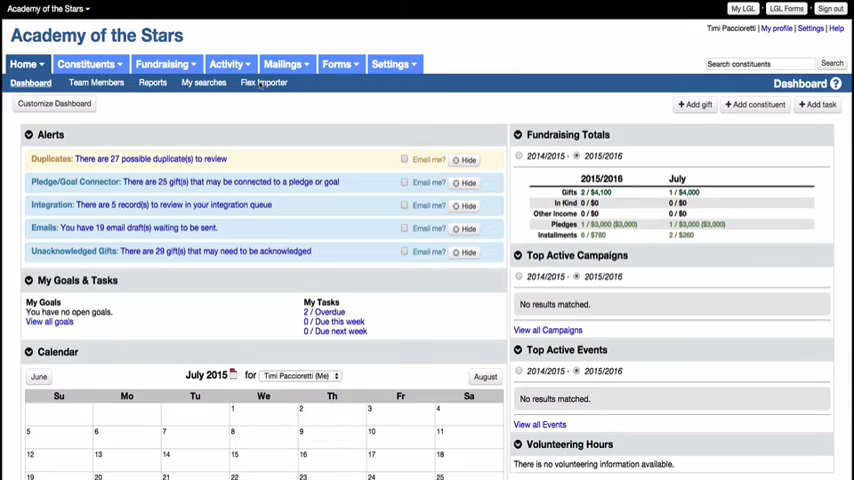 Academy of the Stars
My LGL LGL Forms Sign out
Academy of the Stars
Timi Paccioretti | My profile | Settings | Help
Home Constituents Fundraising Activity Mailings Forms Settings
Search constituents Search
Dashboard Team Members Reports My searches Flex Importer
Dashboard ?
Customize Dashboard
+ Add gift + Add constituent + Add task
Alerts
Duplicates: There are 27 possible duplicate(s) to review Email me? Hide
Pledge/Goal Connector: There are 25 gift(s) that may be connected to a pledge or goal Email me? Hide
Integration: There are 5 record(s) to review in your integration queue Email me? Hide
Emails: You have 19 email draft(s) waiting to be sent. Email me? Hide
Unacknowledged Gifts: There are 29 gift(s) that may need to be acknowledged Email me? Hide
My Goals & Tasks
My Goals
You have no open goals.
View all goals
My Tasks
2 / Overdue
0 / Due this week
0 / Due next week
Calendar
June July 2015 for Timi Paccioretti (Me) August
Su Mo Tu We Th Fr Sa
1 2 3 4
5 6 7 8 9 10 11
12 13 14 15 16 17 18
19 20 21 22 23 24 25
Fundraising Totals
2014/2015 - 2015/2016
2015/2016 July
Gifts 2 / $4,100 1 / $4,000
In Kind 0 / $0 0 / $0
Other Income 0 / $0 0 / $0
Pledges 1 / $3,000 ($3,000) 1 / $3,000 ($3,000)
Installments 6 / $780 2 / $260
Top Active Campaigns
2014/2015 - 2015/2016
No results matched.
View all Campaigns
Top Active Events
2014/2015 - 2015/2016
No results matched.
View all Events
Volunteering Hours
There is no volunteering information available.